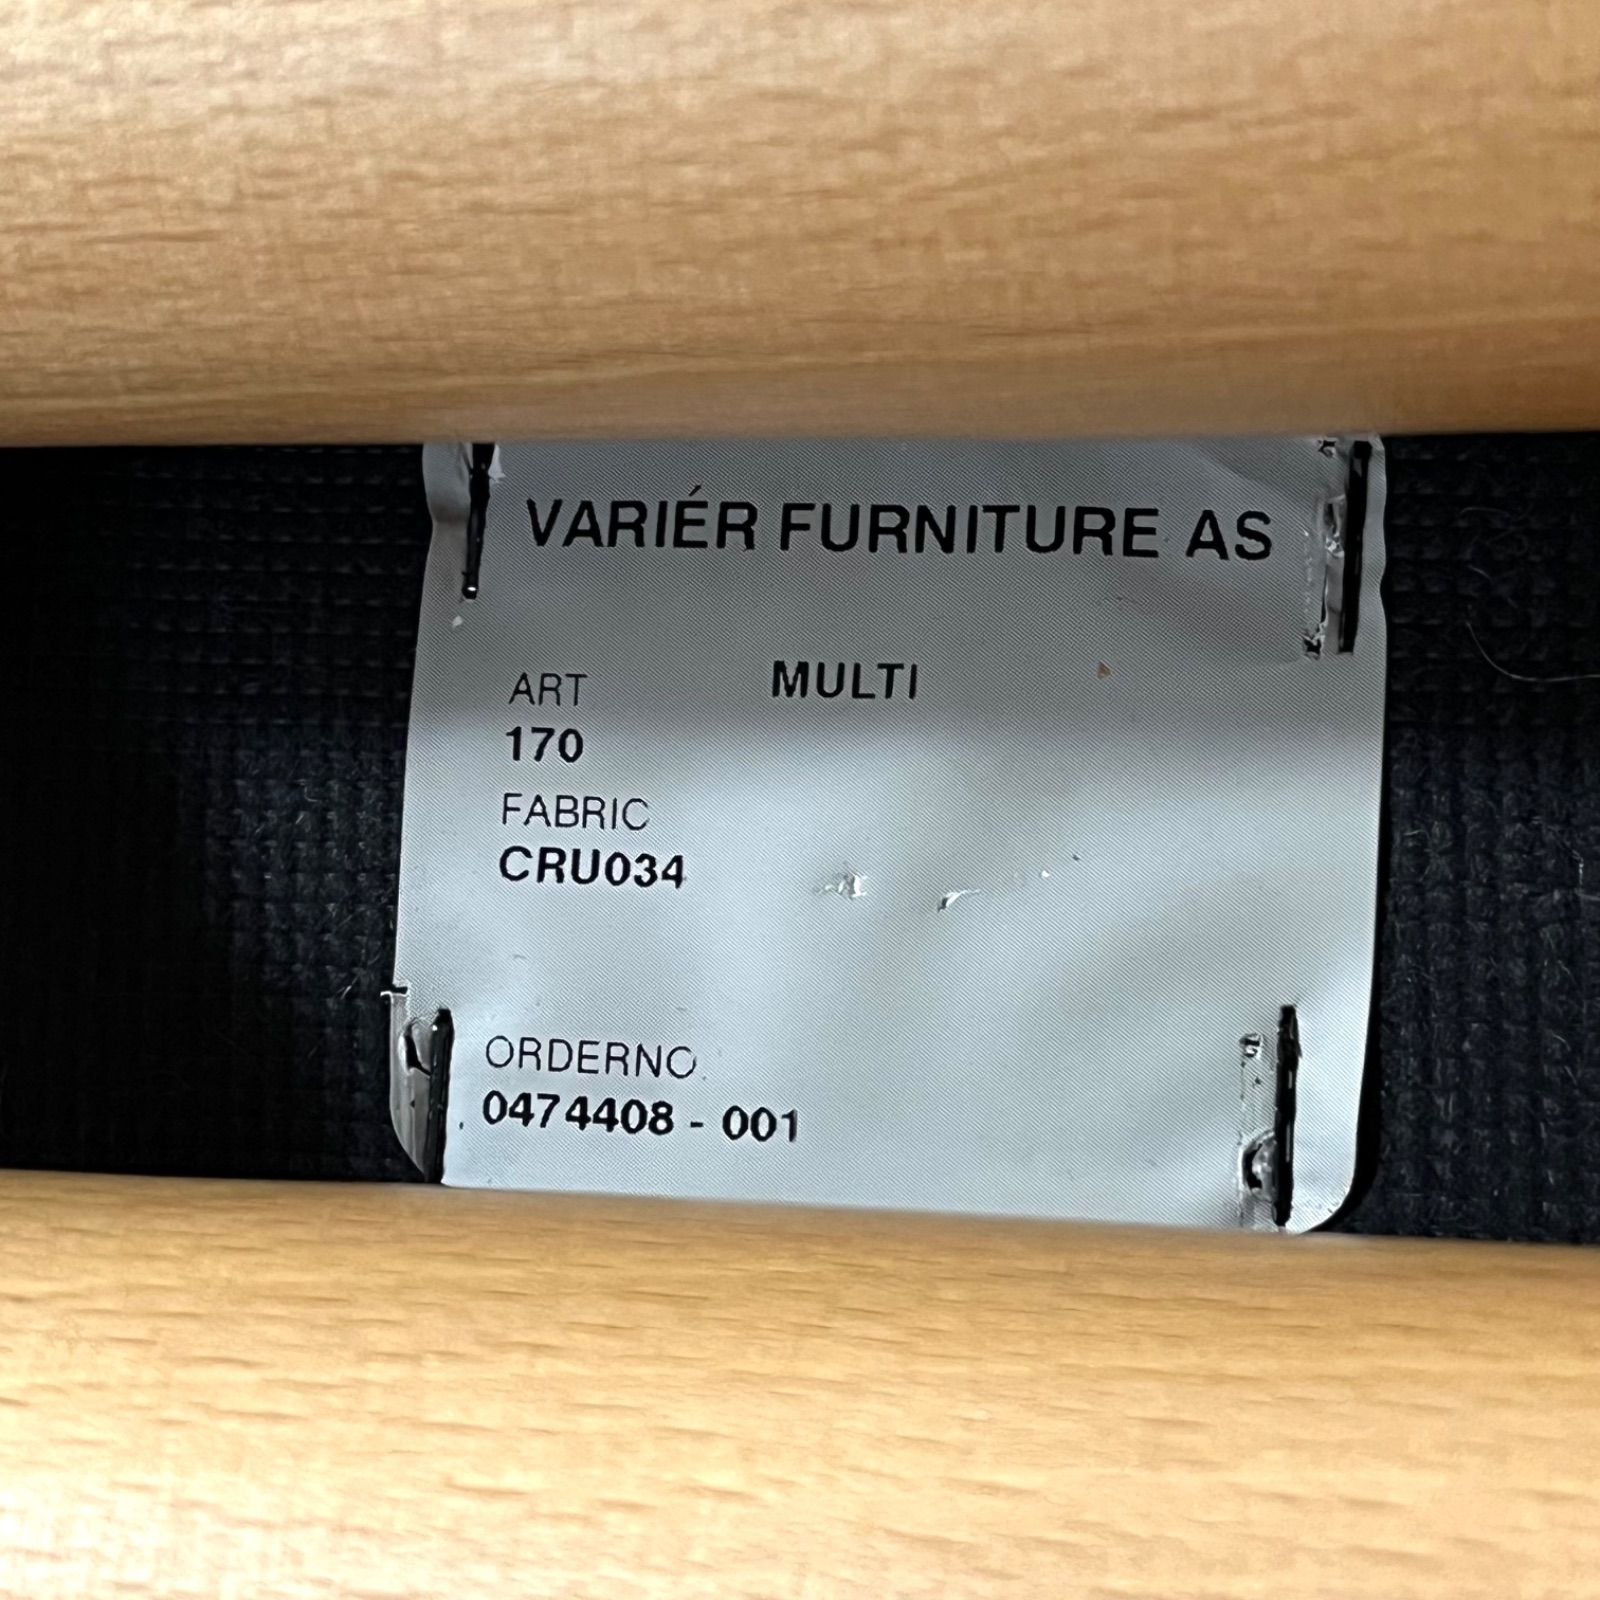 VARIÉR FURNITURE AS
ART MULTI
170
FABRIC
CRU034
ORDERNO.
0474408 - 001